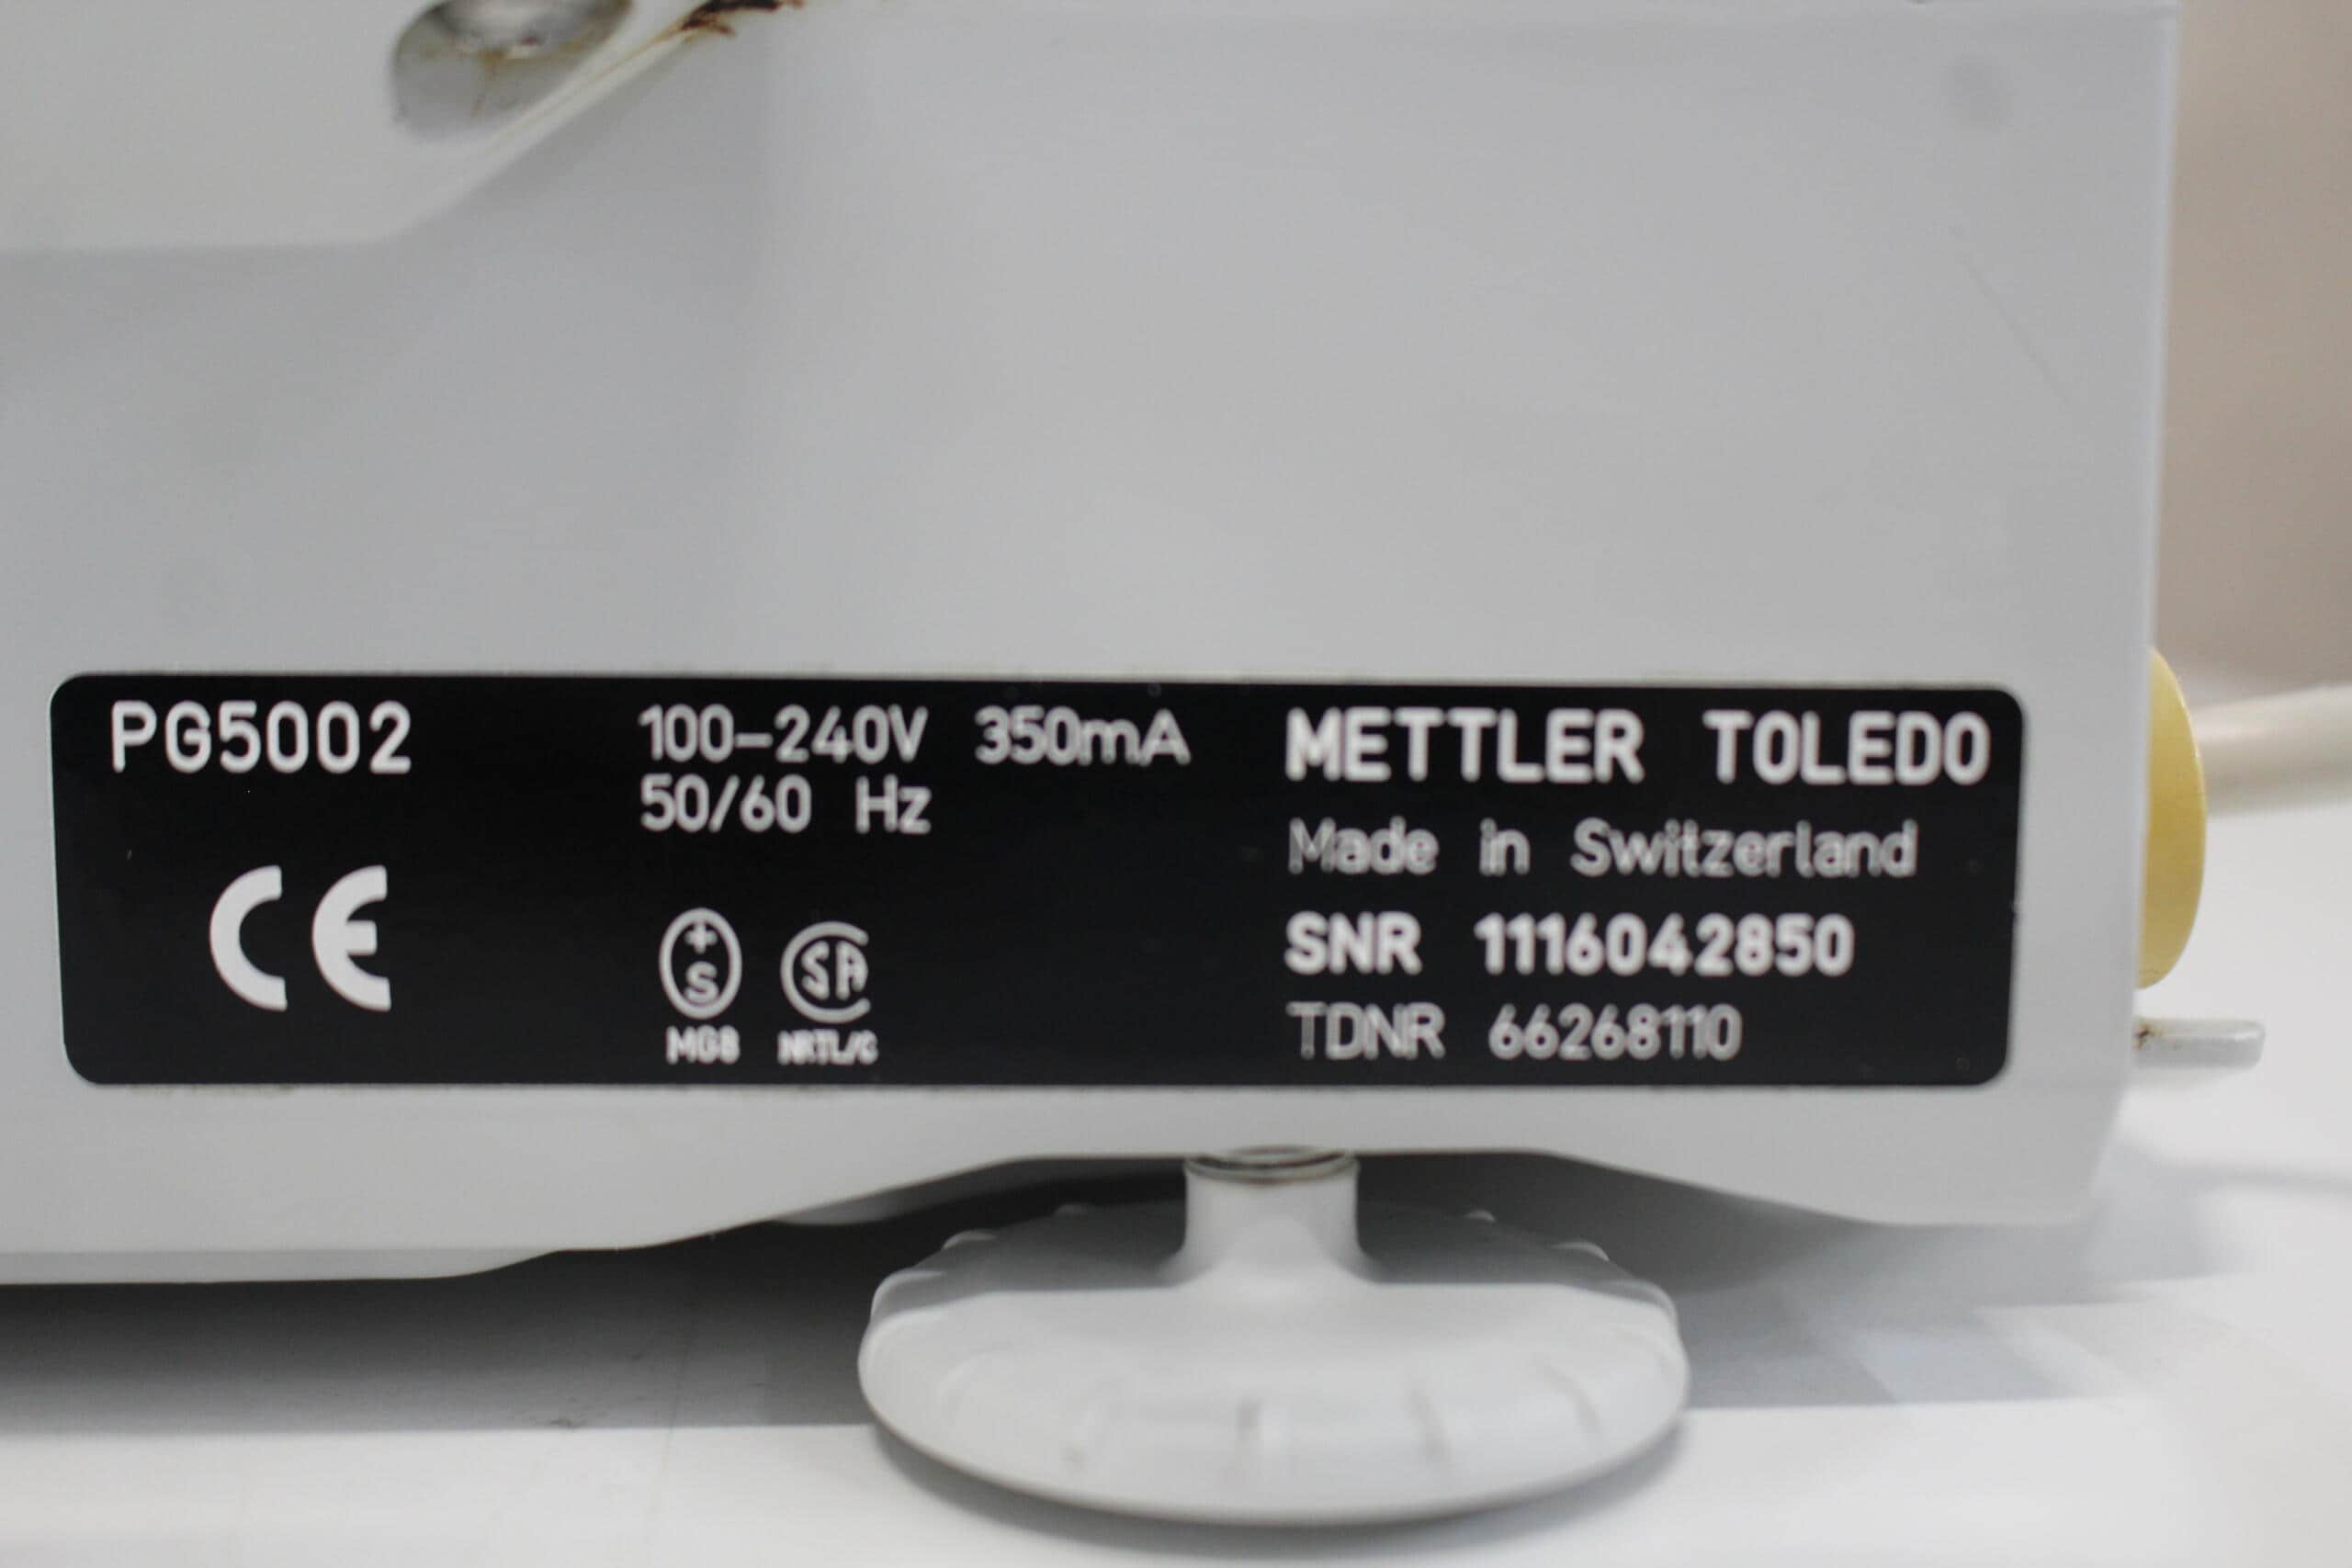 PG5002
100-240V 350mA
50/60 Hz
CE
+S
MGB
SA
NRTL/C
METTLER TOLEDO
Made in Switzerland
SNR 1116042850
TDNR 66268110